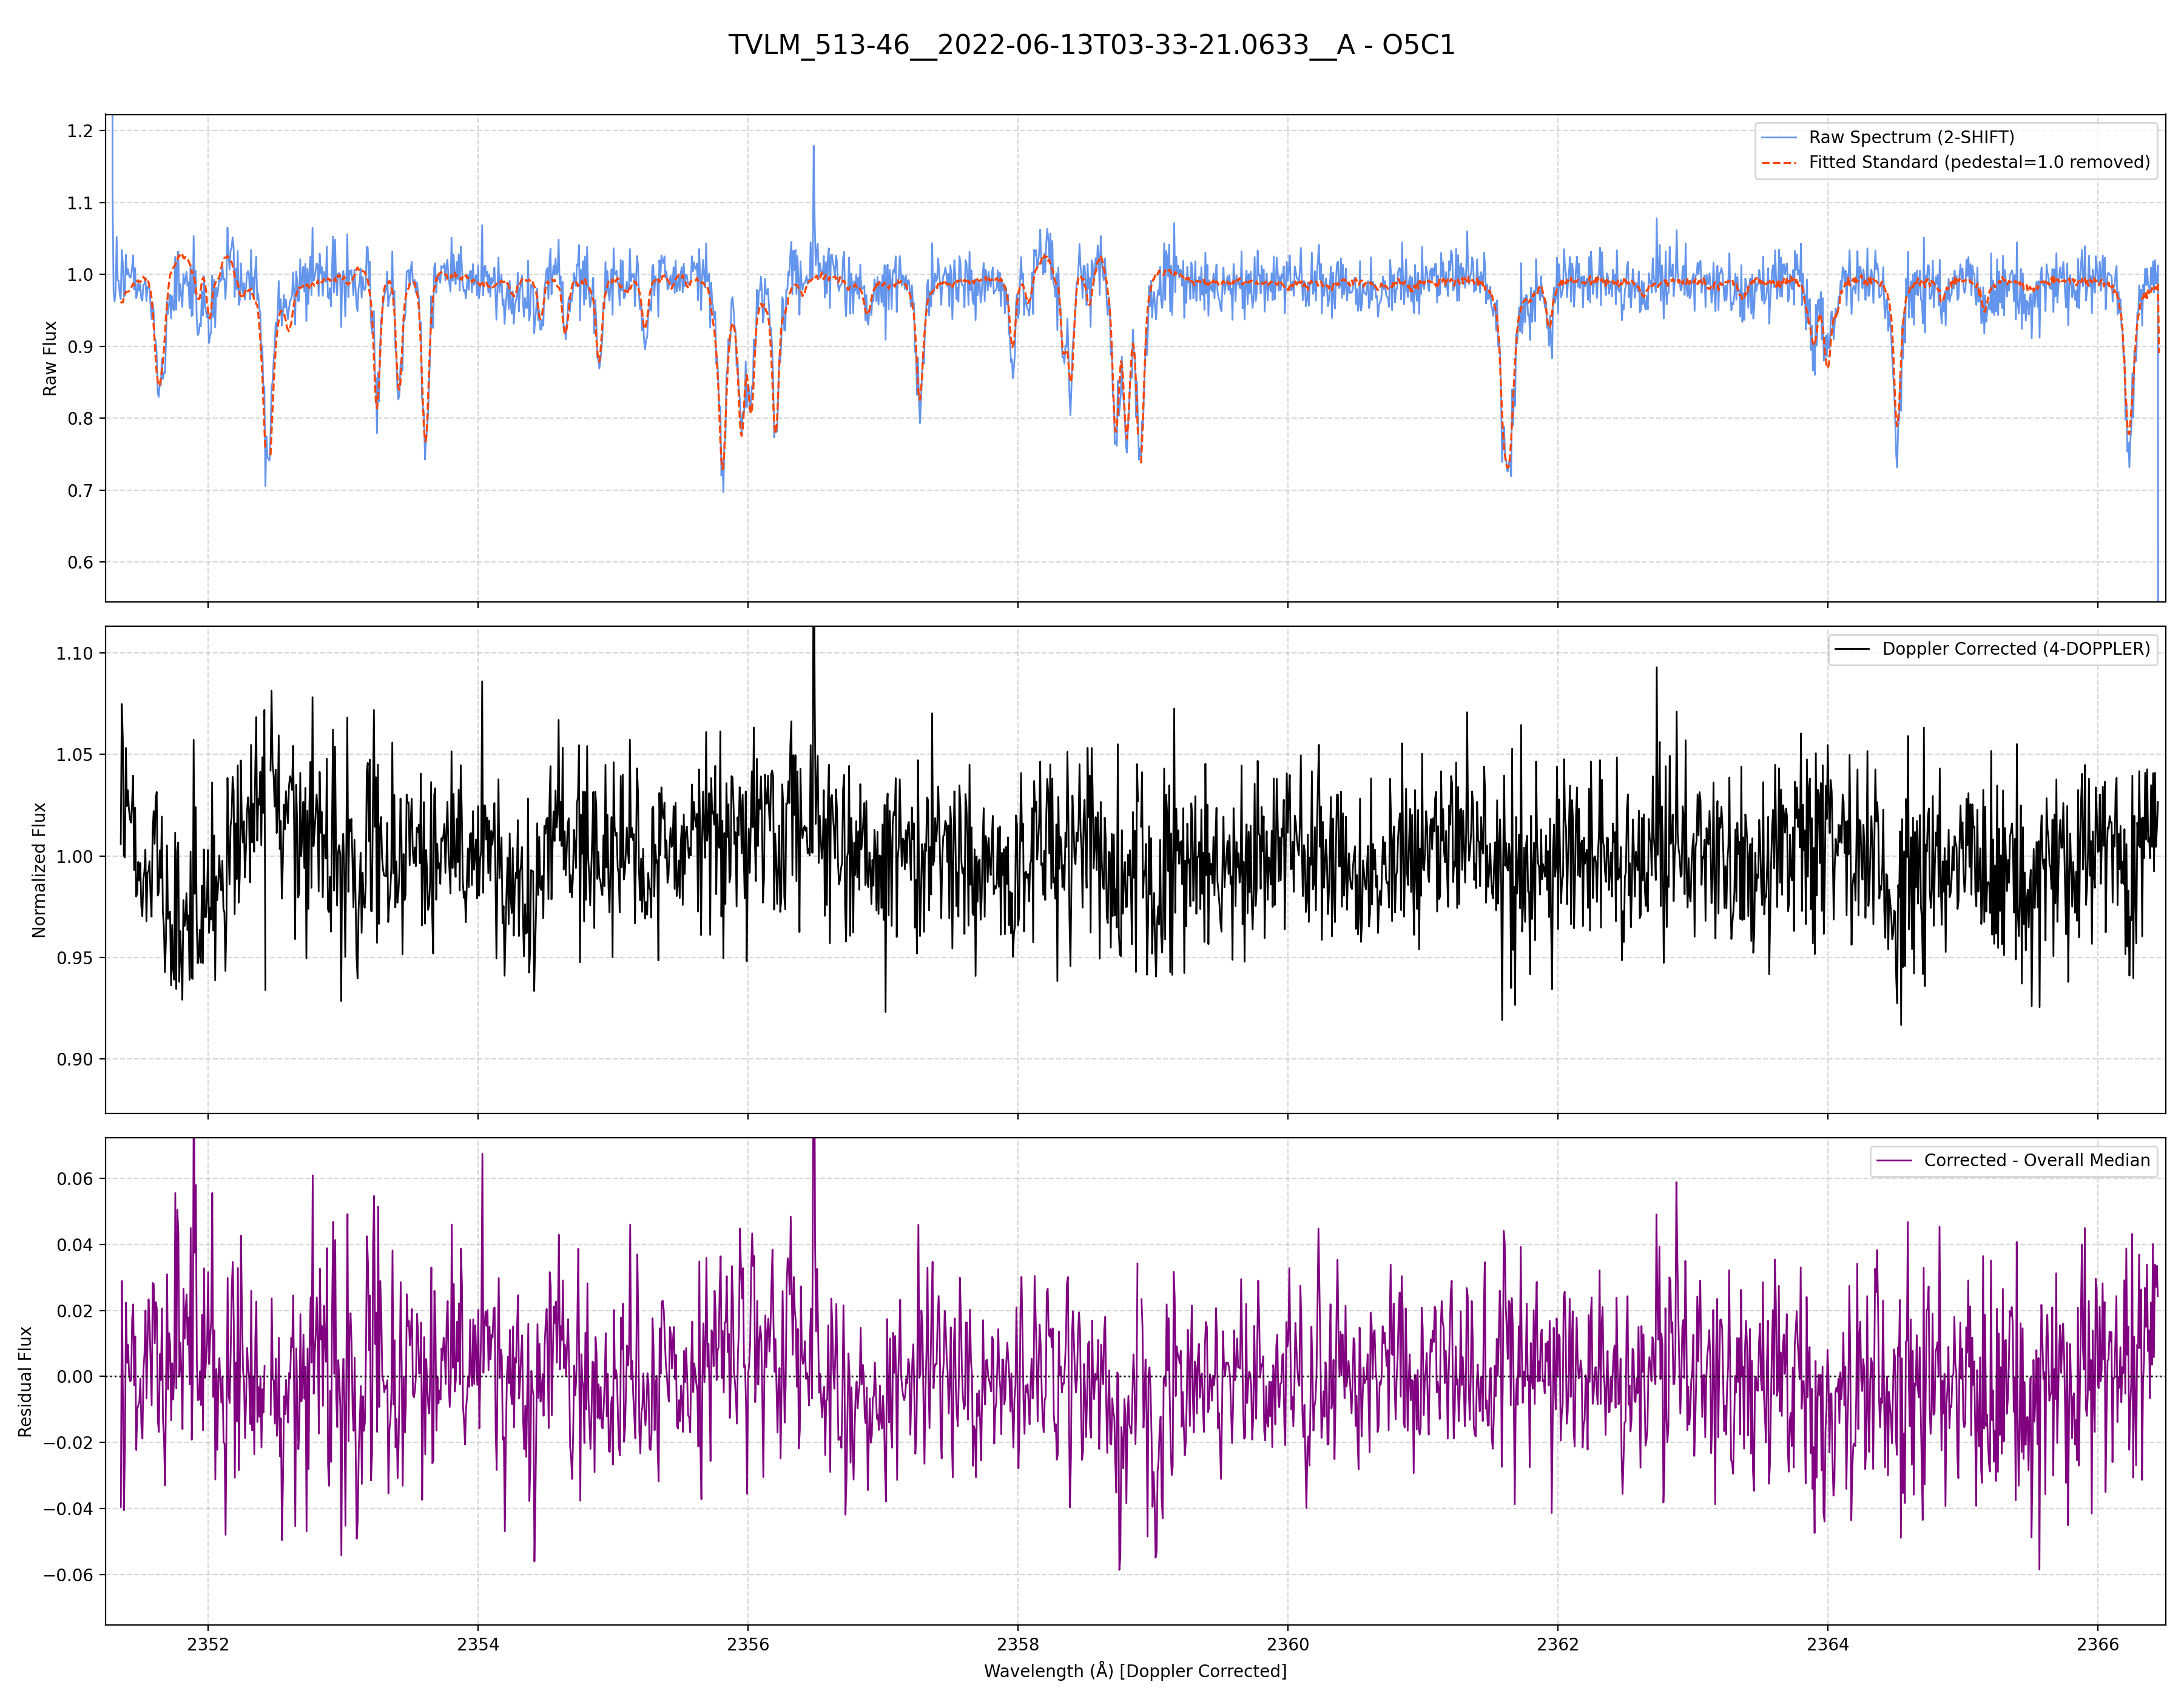 TVLM_513-46__2022-06-13T03-33-21.0633__A - O5C1
Raw Flux
1.2
1.1
1.0
0.9
0.8
0.7
0.6
Raw Spectrum (2-SHIFT)
Fitted Standard (pedestal=1.0 removed)
Normalized Flux
1.10
1.05
1.00
0.95
0.90
Doppler Corrected (4-DOPPLER)
Residual Flux
0.06
0.04
0.02
0.00
−0.02
−0.04
−0.06
Corrected - Overall Median
2352 2354 2356 2358 2360 2362 2364 2366
Wavelength (Å) [Doppler Corrected]